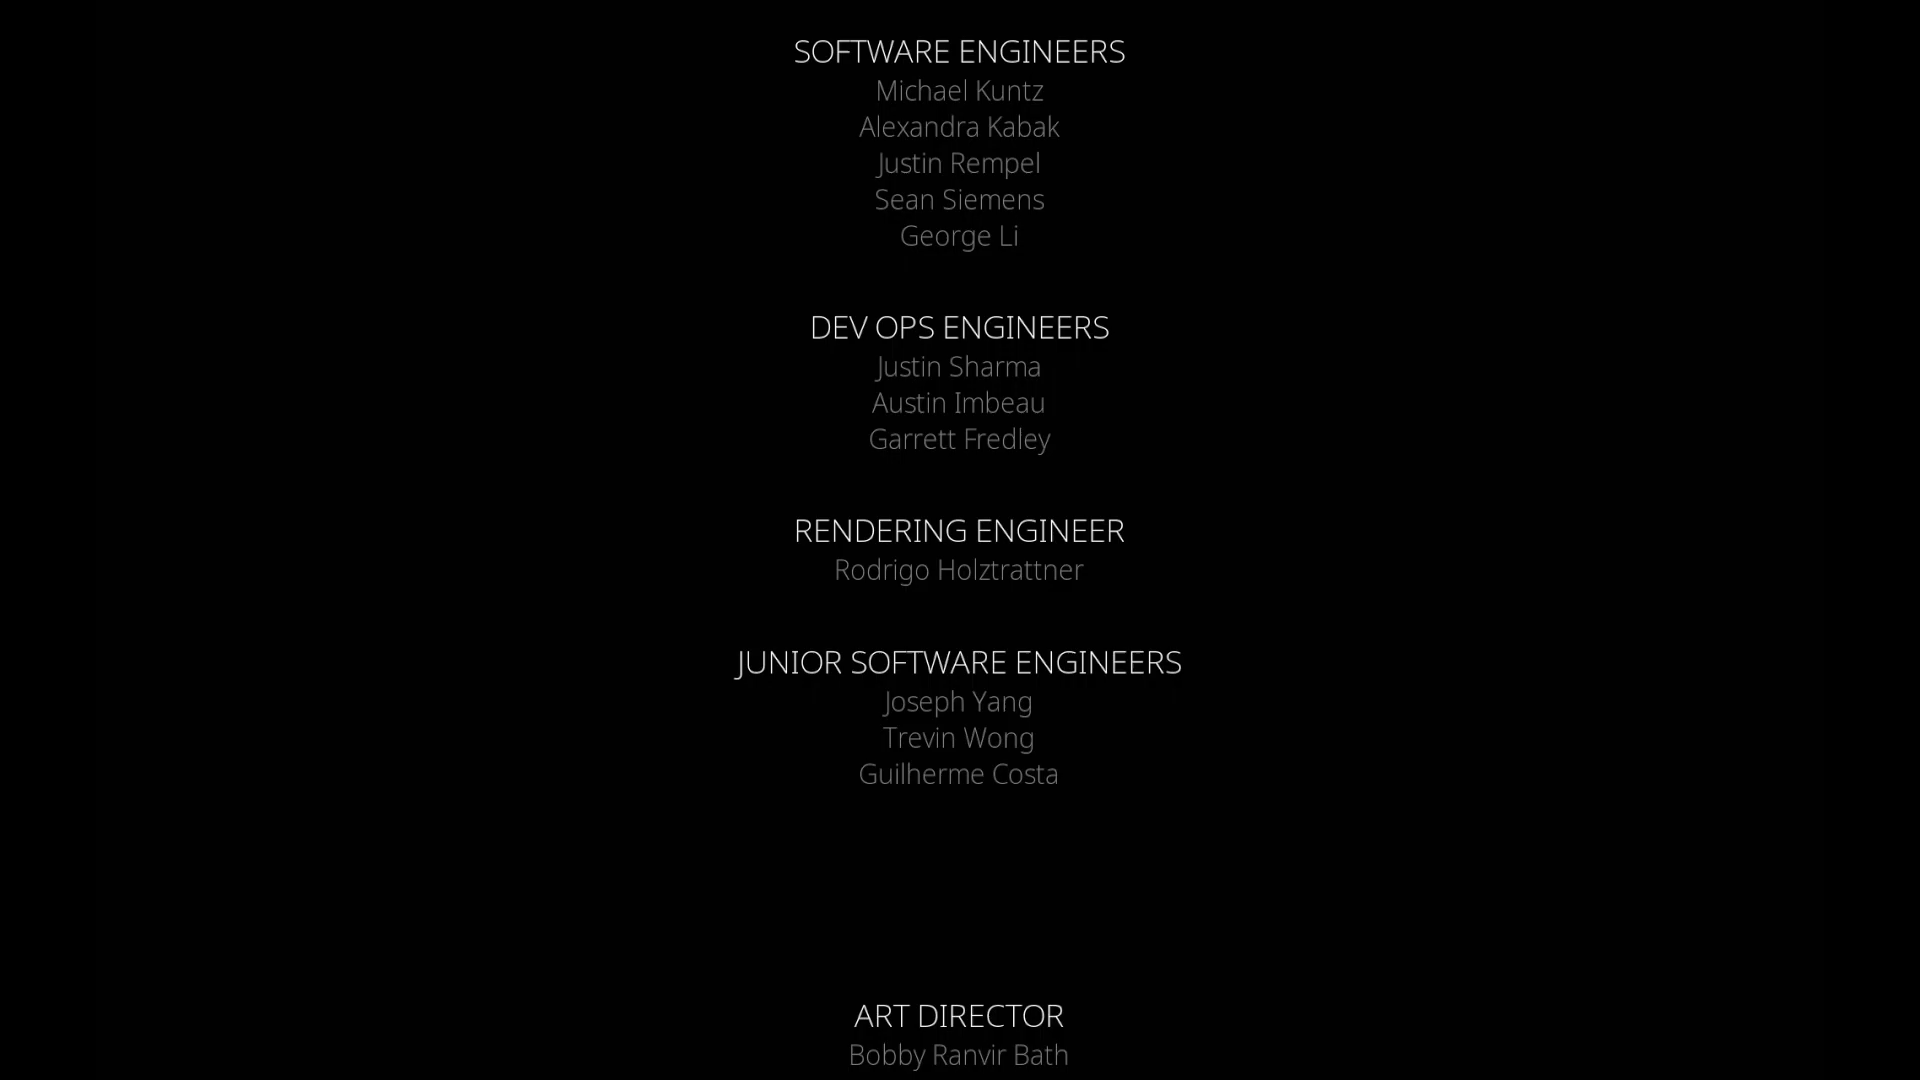 SOFTWARE ENGINEERS
Michael Kuntz
Alexandra Kabak
Justin Rempel
Sean Siemens
George Li
DEV OPS ENGINEERS
Justin Sharma
Austin Imbeau
Garrett Fredley
RENDERING ENGINEER
Rodrigo Holztrattner
JUNIOR SOFTWARE ENGINEERS
Joseph Yang
Trevin Wong
Guilherme Costa
ART DIRECTOR
Bobby Ranvir Bath